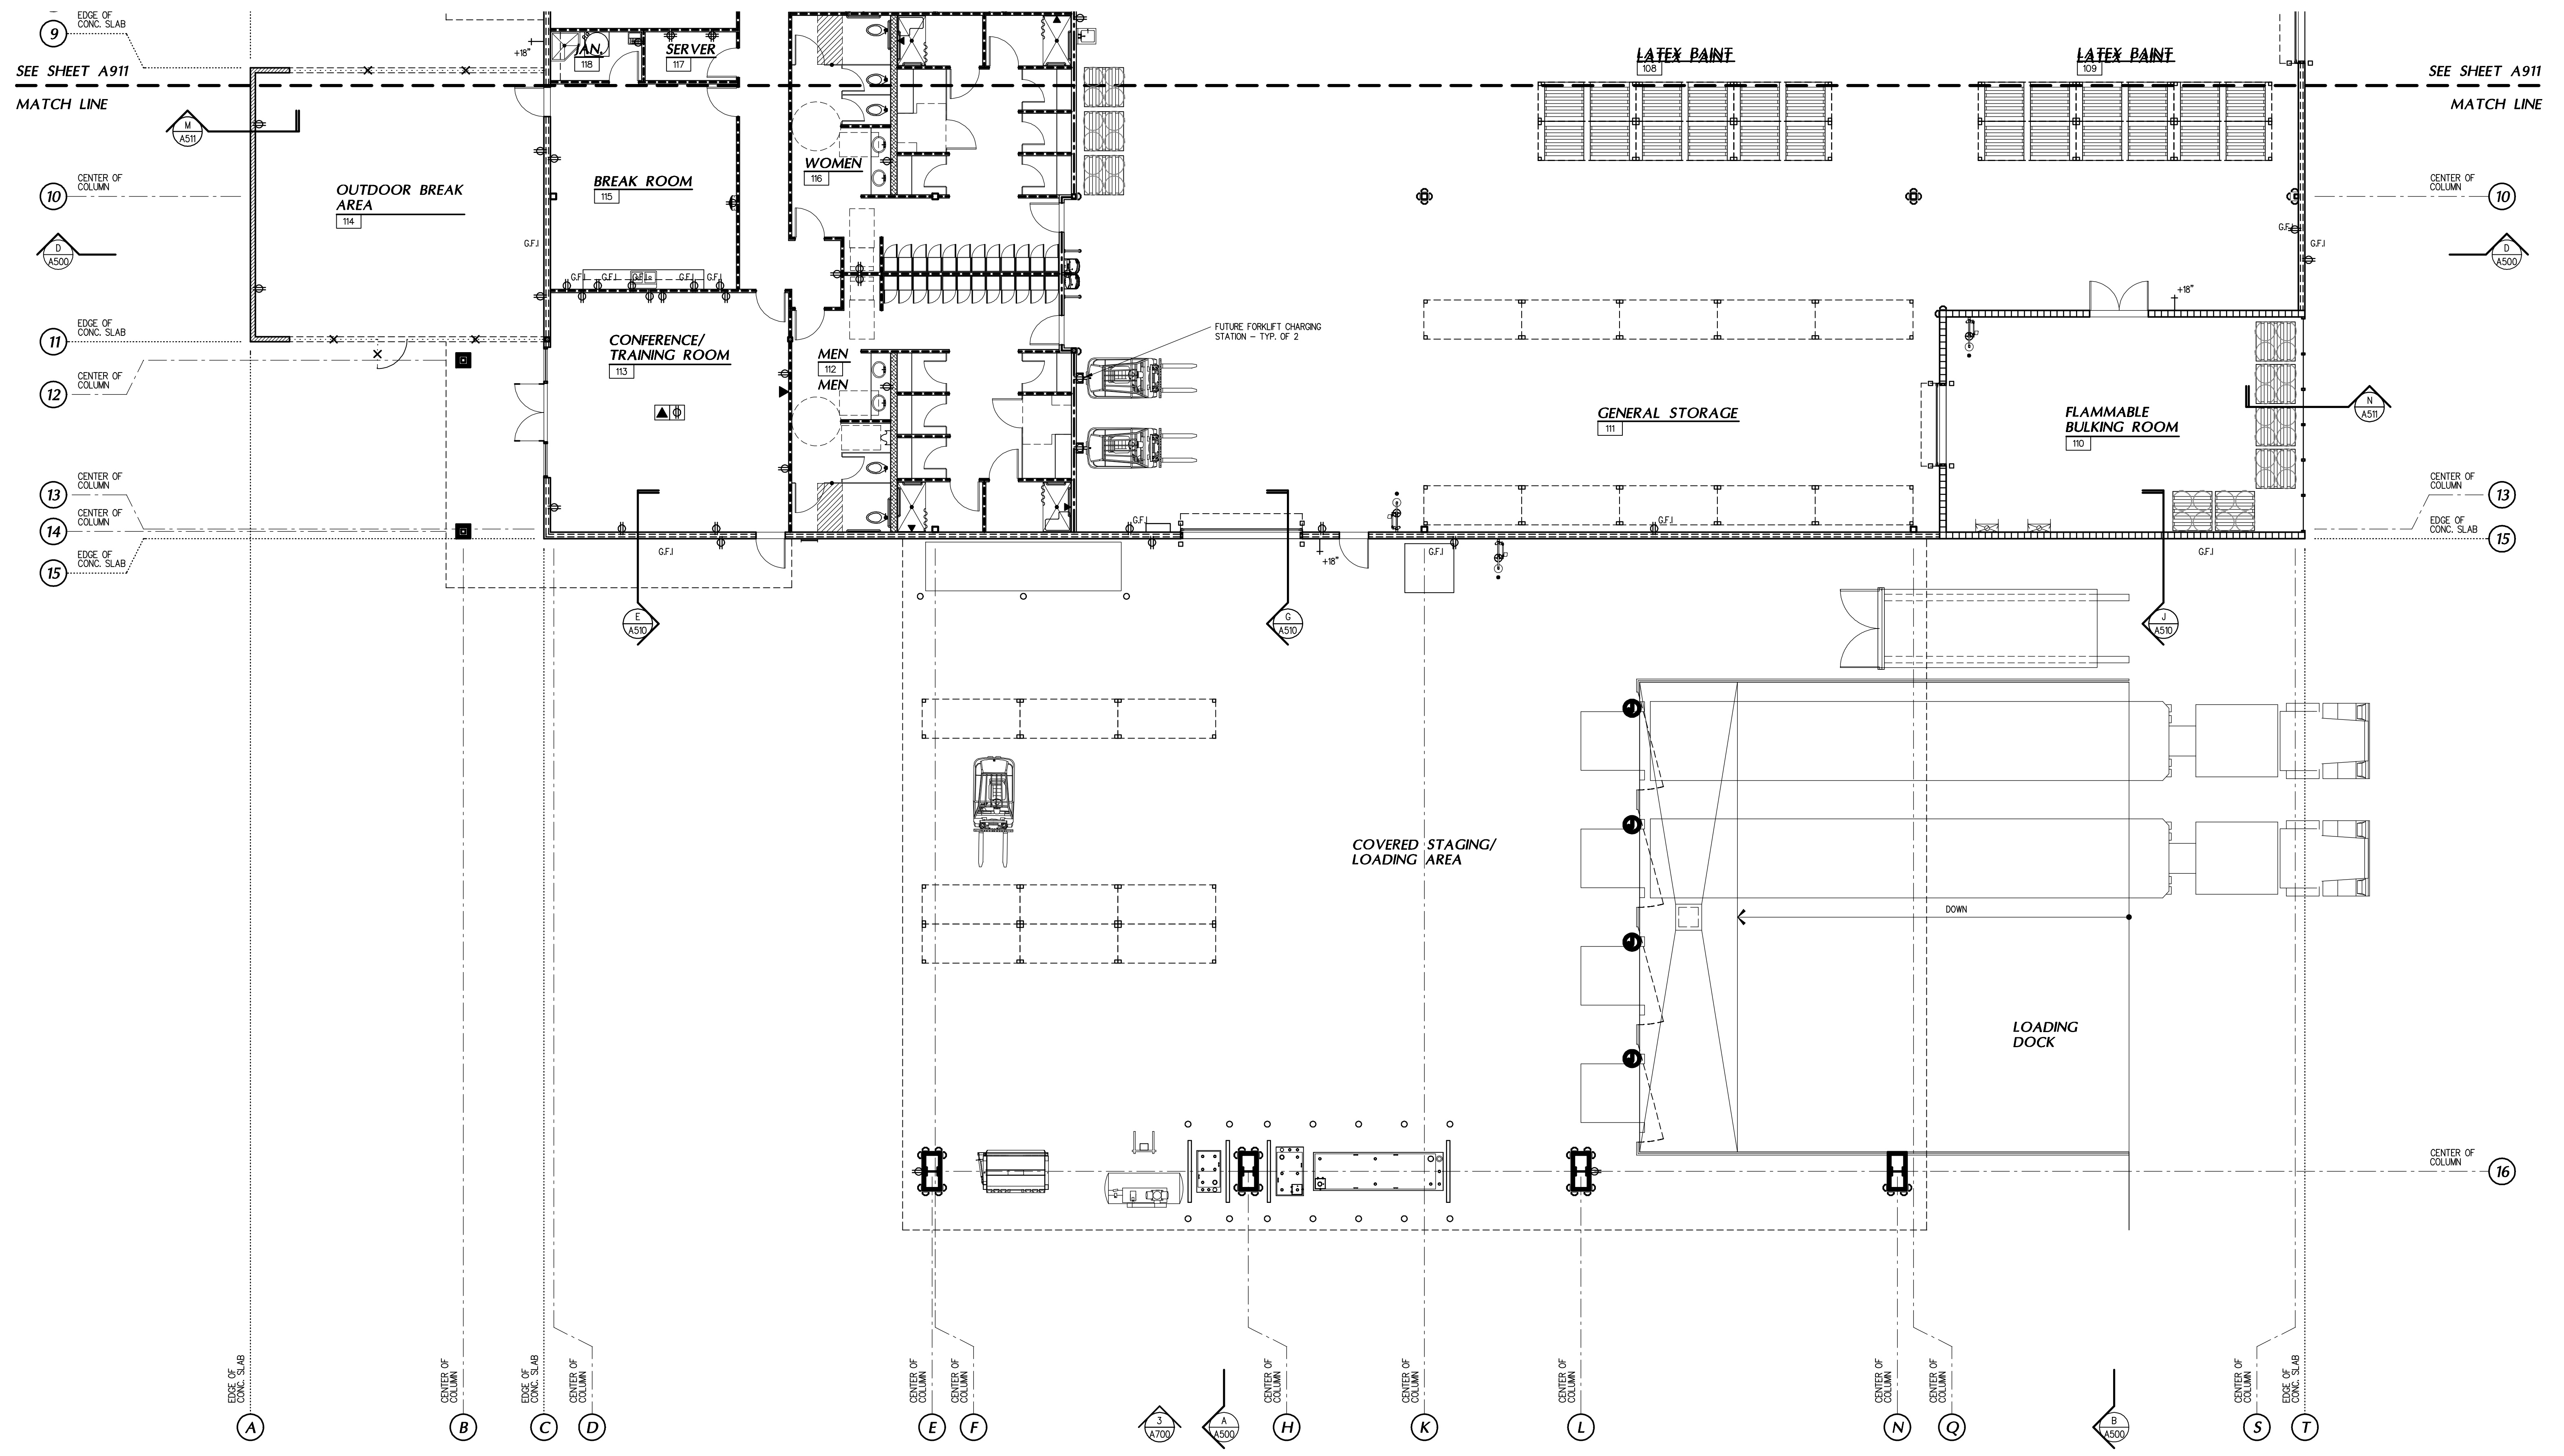 EDGE OF
CONC. SLAB
9
SEE SHEET A911
MATCH LINE
SEE SHEET A911
MATCH LINE
+18"
JAN.
118
SERVER
117
LATEX PAINT
108
LATEX PAINT
109
M
A511
CENTER OF
COLUMN
10
OUTDOOR BREAK
AREA
114
BREAK ROOM
115
WOMEN
116
CENTER OF
COLUMN
10
D
A500
G.F.I
G.F.I
G.F.I
G.F.I
G.F.I
G.F.I
G.F.I
G.F.I
D
A500
+18"
EDGE OF
CONC. SLAB
11
CENTER OF
COLUMN
12
CONFERENCE/
TRAINING ROOM
113
MEN
112
MEN
FUTURE FORKLIFT CHARGING
STATION – TYP. OF 2
GENERAL STORAGE
111
FLAMMABLE
BULKING ROOM
110
N
A511
CENTER OF
COLUMN
13
CENTER OF
COLUMN
14
EDGE OF
CONC. SLAB
15
CENTER OF
COLUMN
13
EDGE OF
CONC. SLAB
15
G.F.I
G.F.I
G.F.I
G.F.I
G.F.I
+18"
E
A510
G
A510
J
A510
COVERED STAGING/
LOADING AREA
DOWN
LOADING
DOCK
CENTER OF
COLUMN
16
EDGE OF
CONC. SLAB
A
CENTER OF
COLUMN
B
EDGE OF
CONC. SLAB
C
CENTER OF
COLUMN
D
CENTER OF
COLUMN
E
CENTER OF
COLUMN
F
3
A700
A
A500
CENTER OF
COLUMN
H
CENTER OF
COLUMN
K
CENTER OF
COLUMN
L
CENTER OF
COLUMN
N
CENTER OF
COLUMN
Q
B
A500
CENTER OF
COLUMN
S
EDGE OF
CONC. SLAB
T